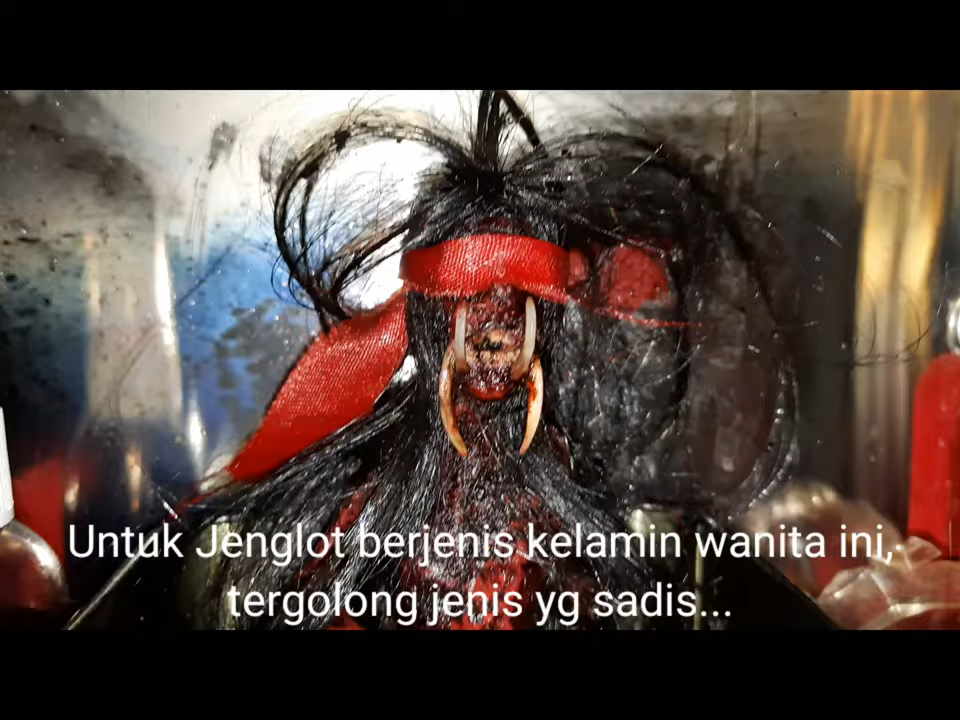 Untuk Jenglot berjenis kelamin wanita ini,
tergolong jenis yg sadis...